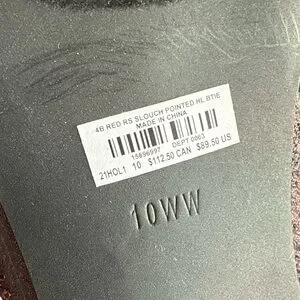 4B RED RS SLOUCH POINTED HL BTIE
MADE IN CHINA
15896997 DEPT 0063
21HOL1 10 $112.50 CAN $89.50 US
10WW